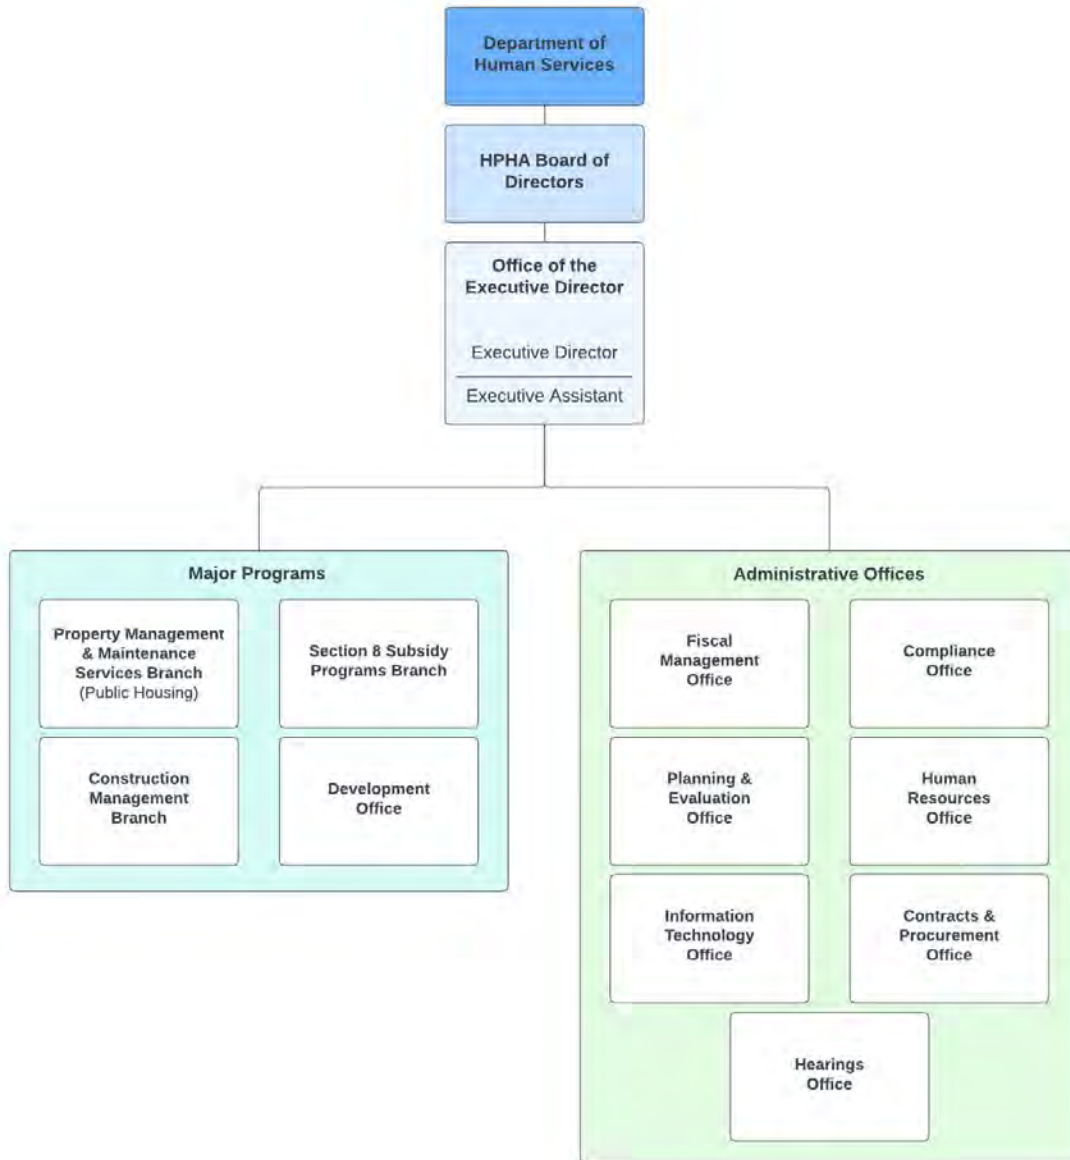 Department of
Human Services
HPHA Board of
Directors
Office of the
Executive Director
Executive Director
Executive Assistant
Major Programs
Property Management
& Maintenance
Services Branch
(Public Housing)
Section 8 Subsidy
Programs Branch
Construction
Management
Branch
Development
Office
Administrative Offices
Fiscal
Management
Office
Compliance
Office
Planning &
Evaluation
Office
Human
Resources
Office
Information
Technology
Office
Contracts &
Procurement
Office
Hearings
Office